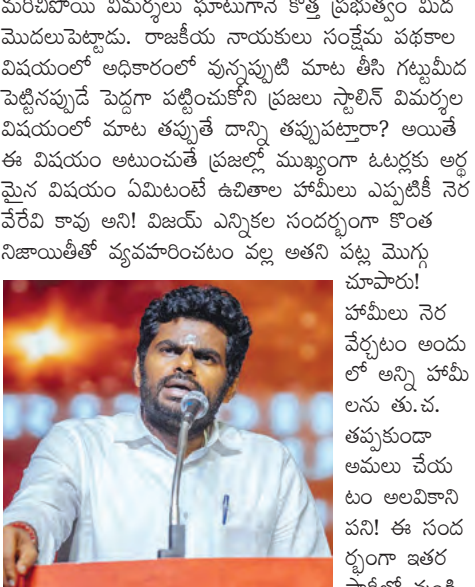 మరిచిపోయి విమర్శలు ఘాటుగానే కొత్త ప్రభుత్వం మీద
మొదలుపెట్టాడు. రాజకీయ నాయకులు సంక్షేమ పథకాల
విషయంలో అధికారంలో వున్నప్పటి మాట తీసి గట్టుమీద
పెట్టినప్పుడే పెద్దగా పట్టించుకోని ప్రజలు స్టాలిన్ విమర్శల
విషయంలో మాట తప్పుతే దాన్ని తప్పుపట్టారా? అయితే
ఈ విషయం అటుంచుతే ప్రజల్లో ముఖ్యంగా ఓటర్లకు అర్థ
మైన విషయం ఏమిటంటే ఉచితాల హామీలు ఎప్పటికీ నెర
వేరేవి కావు అని! విజయ్ ఎన్నికల సందర్భంగా కొంత
నిజాయితీతో వ్యవహరించటం వల్ల అతని పట్ల మొగ్గు
చూపారు!
హామీలు నెర
వేర్చటం అందు
లో అన్ని హామీ
లను తు.చ.
తప్పకుండా
అమలు చేయ
టం అలవికాని
పని! ఈ సంద
ర్భంగా ఇతర